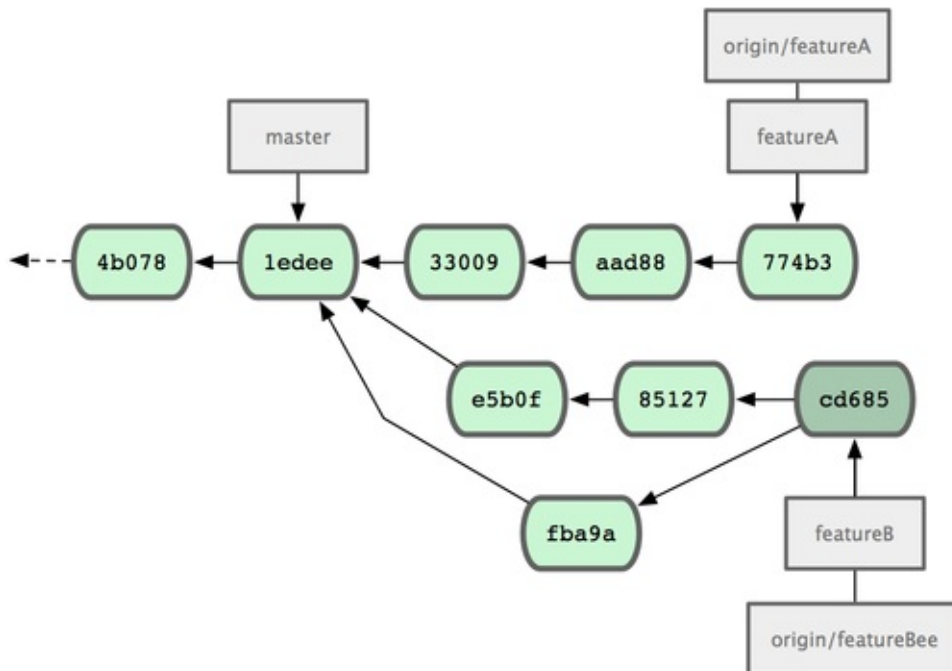 origin/featureA
master
featureA
4b078
1edee
33009
aad88
774b3
e5b0f
85127
cd685
fba9a
featureB
origin/featureBee